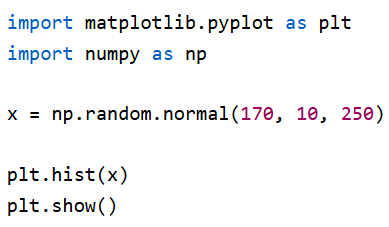 import matplotlib.pyplot as plt
import numpy as np
x = np.random.normal(170, 10, 250)
plt.hist(x)
plt.show()